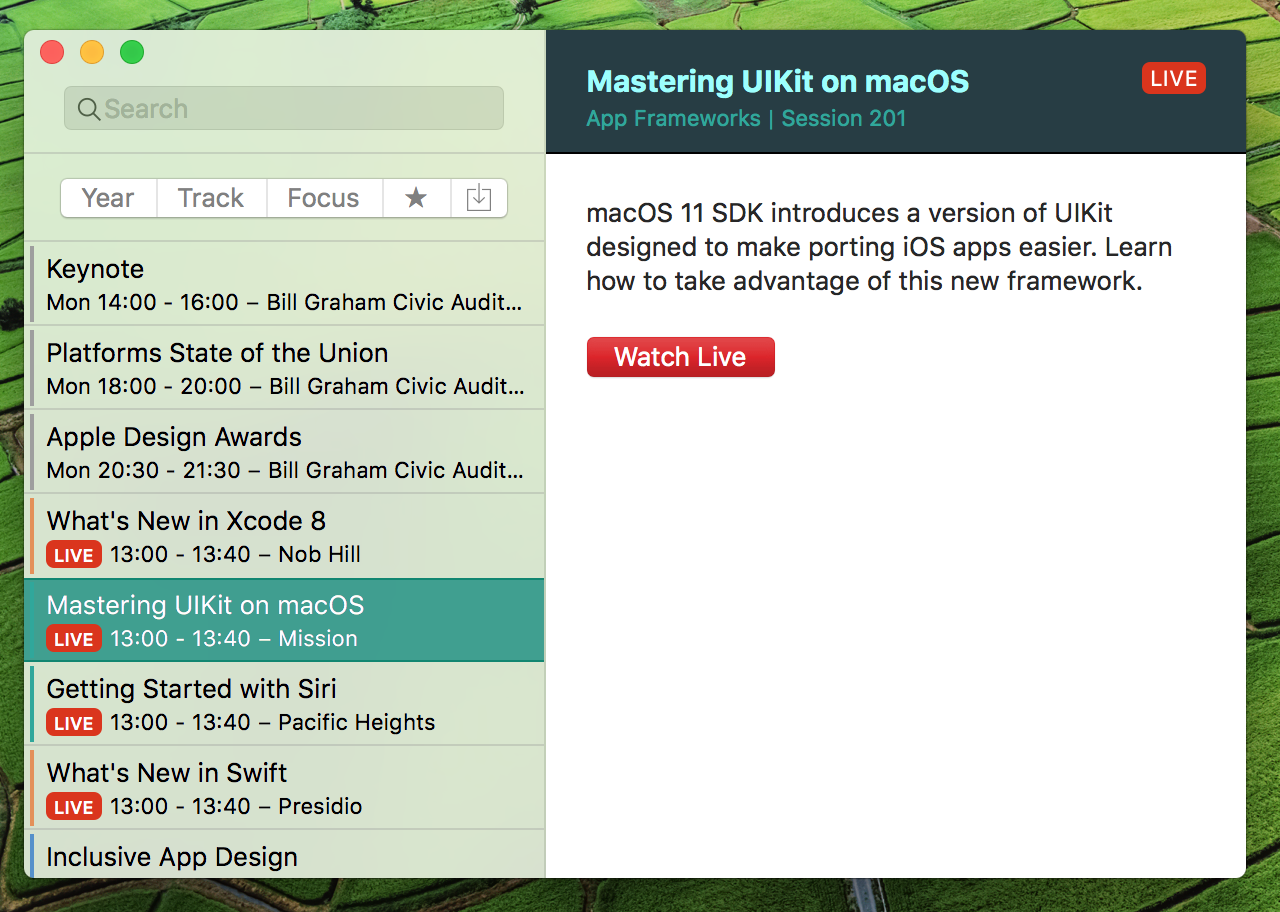 Search
Year Track Focus
Keynote
Mon 14:00 - 16:00 – Bill Graham Civic Audit...
Platforms State of the Union
Mon 18:00 - 20:00 – Bill Graham Civic Audit...
Apple Design Awards
Mon 20:30 - 21:30 – Bill Graham Civic Audit...
What's New in Xcode 8
LIVE 13:00 - 13:40 – Nob Hill
Mastering UIKit on macOS
LIVE 13:00 - 13:40 – Mission
Getting Started with Siri
LIVE 13:00 - 13:40 – Pacific Heights
What's New in Swift
LIVE 13:00 - 13:40 – Presidio
Inclusive App Design
Mastering UIKit on macOS
LIVE
App Frameworks | Session 201
macOS 11 SDK introduces a version of UIKit
designed to make porting iOS apps easier. Learn
how to take advantage of this new framework.
Watch Live